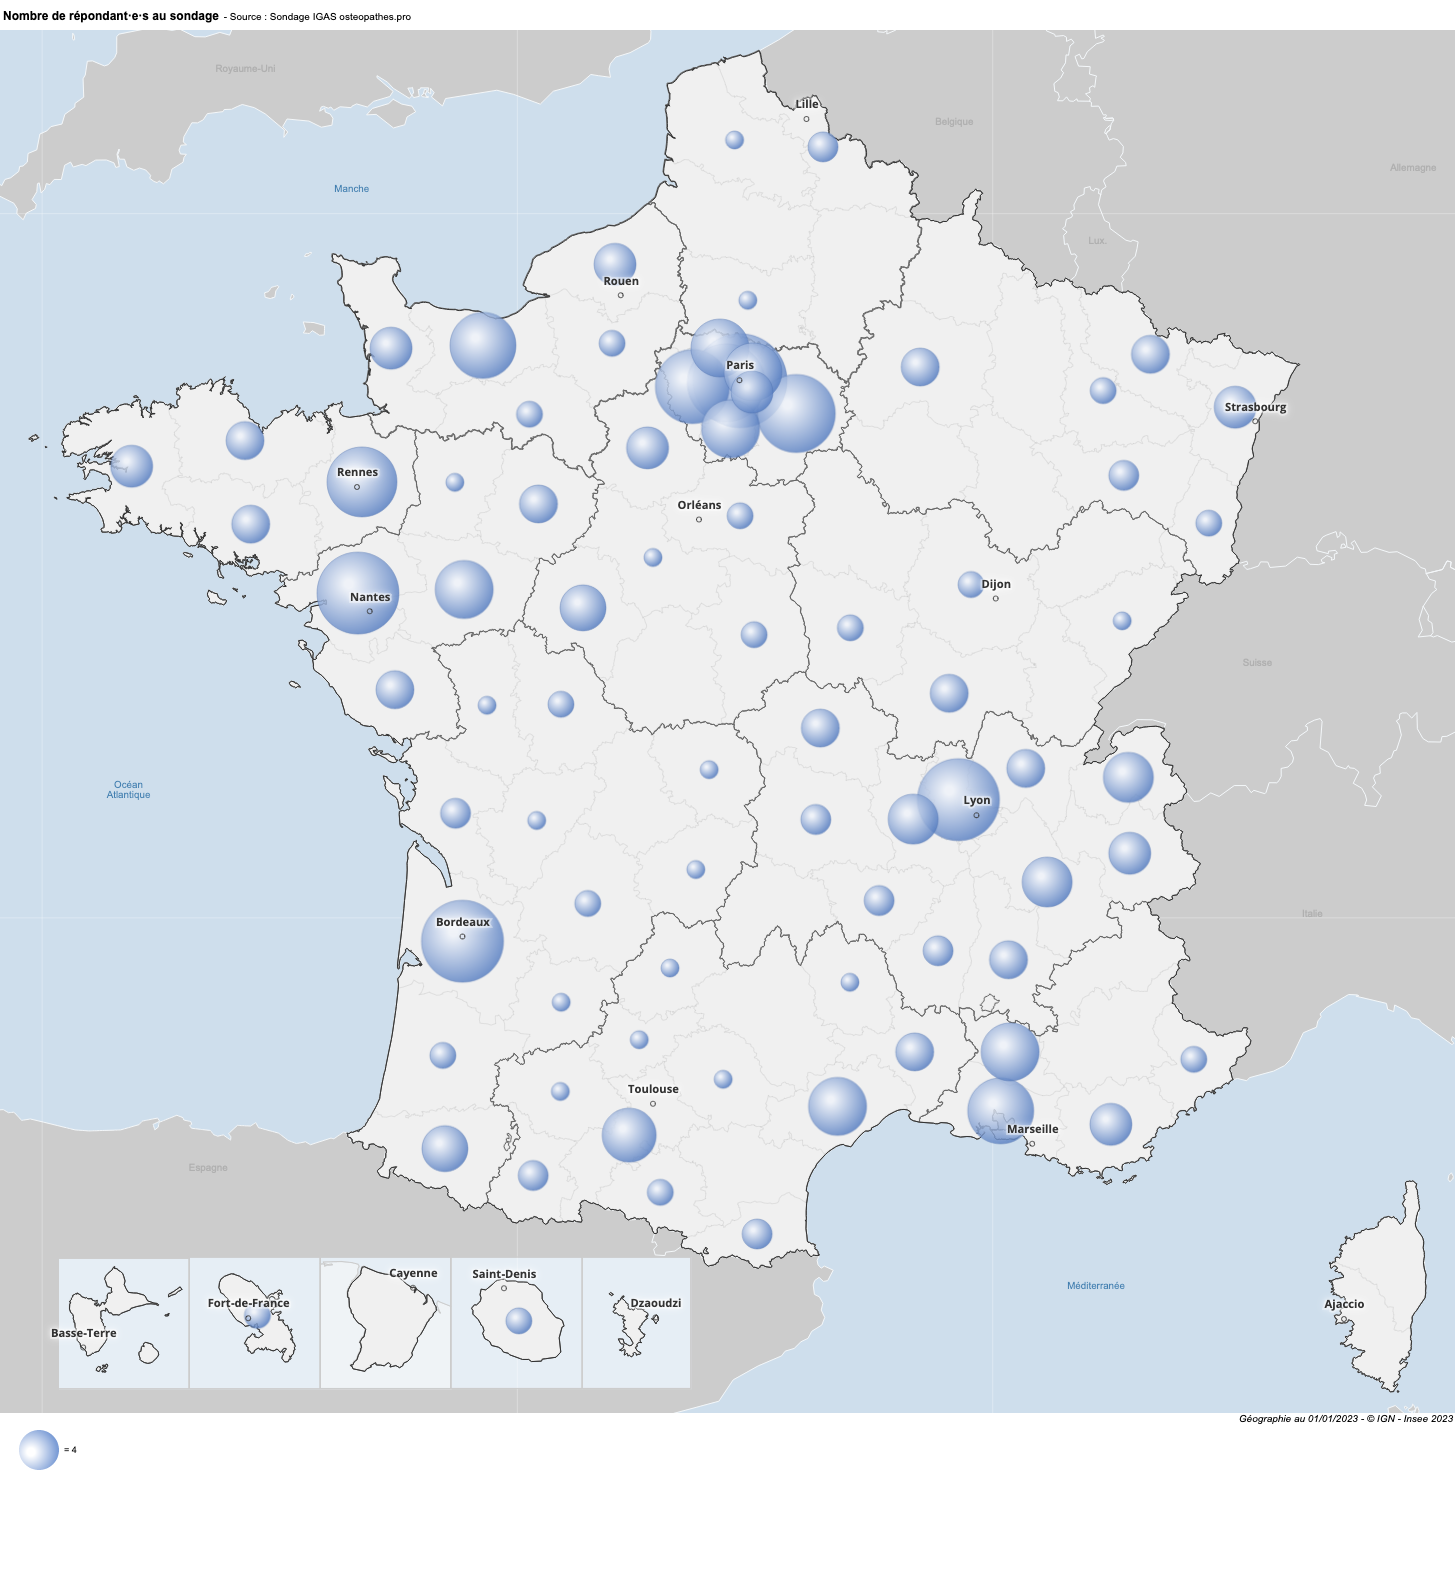 Nombre de répondant·e·s au sondage - Source : Sondage IGAS osteopathes.pro
Royaume-Uni
Lille
Belgique
Allemagne
Manche
Lux.
Rouen
Paris
Strasbourg
Rennes
Orléans
Dijon
Nantes
Suisse
Océan
Atlantique
Lyon
Italie
Bordeaux
Toulouse
Marseille
Espagne
Méditerranée
Ajaccio
Basse-Terre
Fort-de-France
Cayenne
Saint-Denis
Dzaoudzi
Géographie au 01/01/2023 - © IGN - Insee 2023
= 4